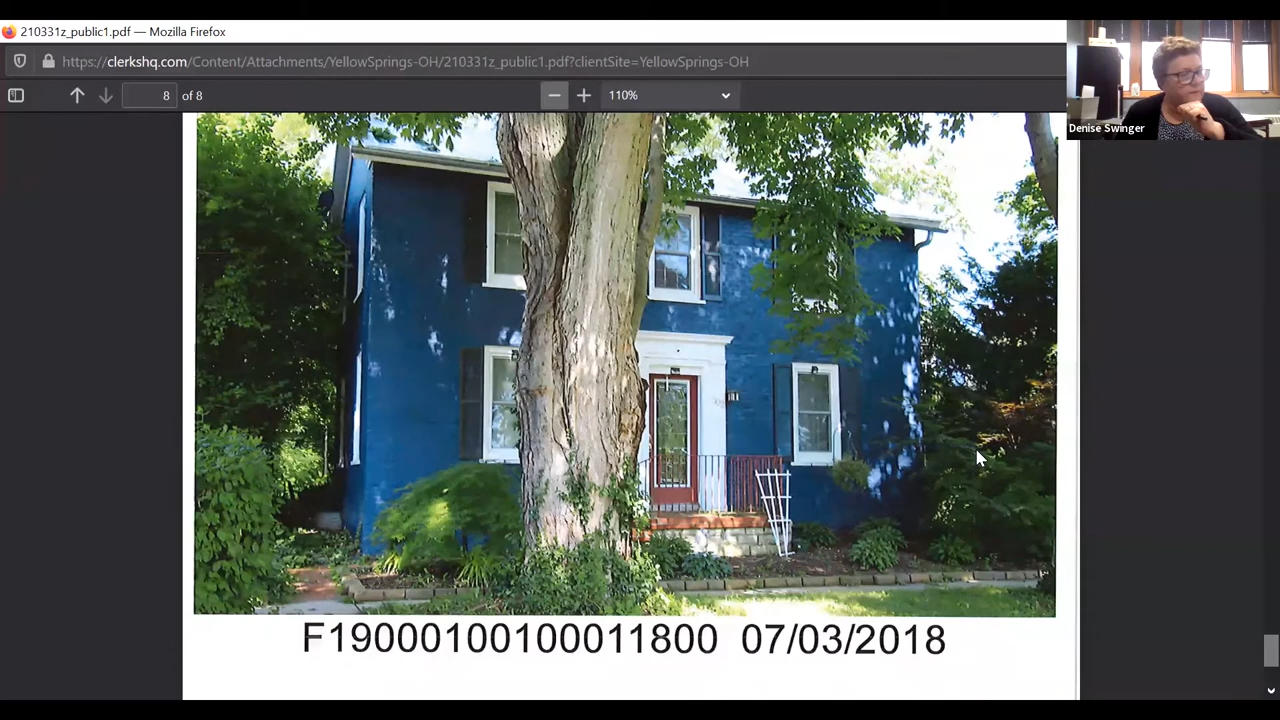 210331z_public1.pdf — Mozilla Firefox
https://clerkshq.com/Content/Attachments/YellowSprings-OH/210331z_public1.pdf?clientSite=YellowSprings-OH
8 of 8
110%
Denise Swinger
F19000100100011800 07/03/2018